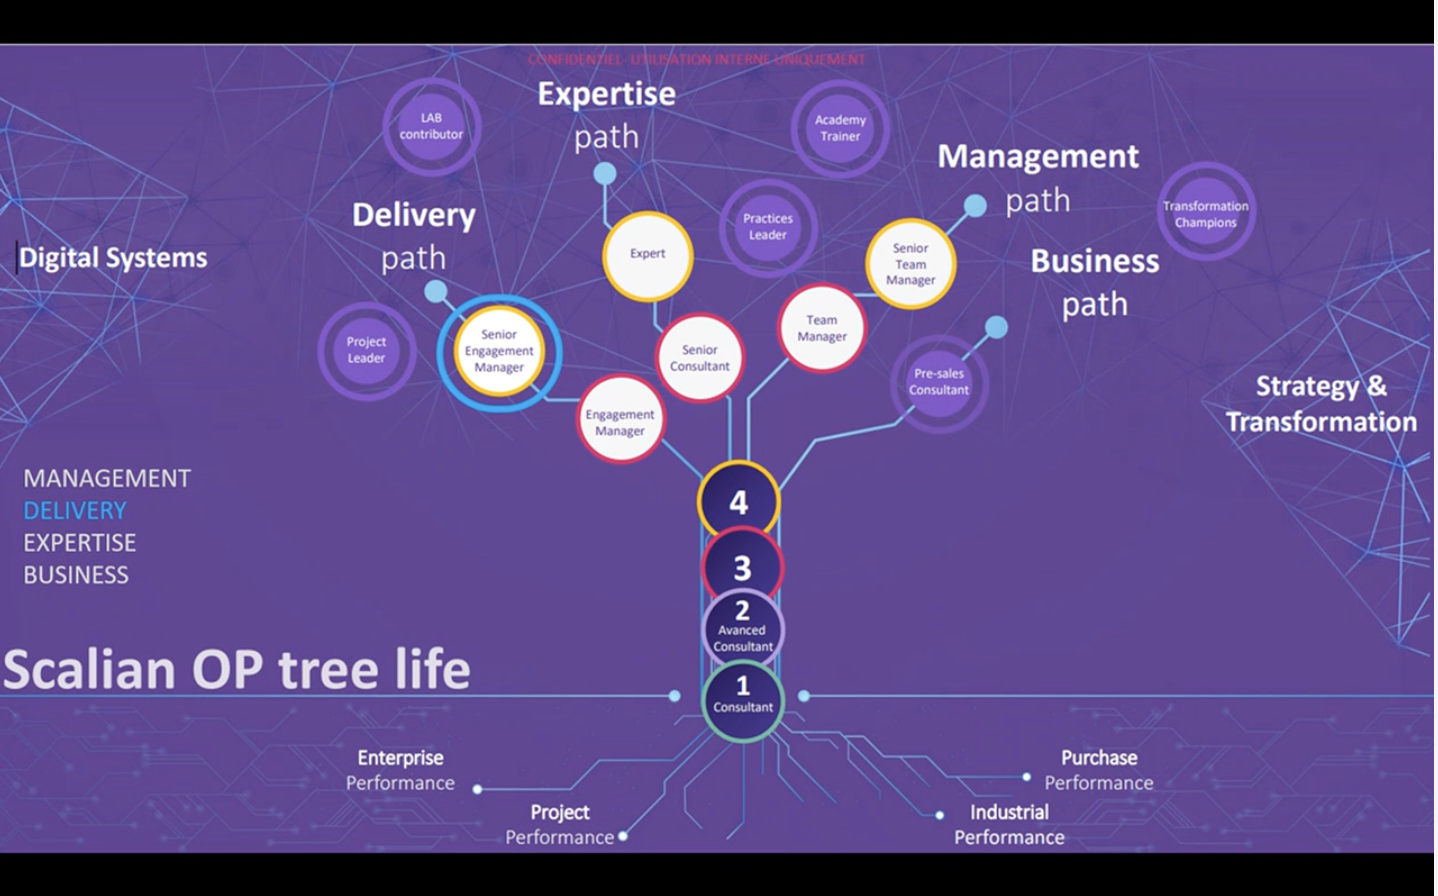 CONFIDENTIEL- UTILISATION INTERNE UNIQUEMENT
Expertise
path
LAB
contributor
Academy
Trainer
Management
path
Transformation
Champions
Practices
Leader
Delivery
path
Digital Systems
Expert
Senior
Team
Manager
Business
path
Project
Leader
Senior
Engagement
Manager
Senior
Consultant
Team
Manager
Pre-sales
Consultant
Engagement
Manager
Strategy &
Transformation
MANAGEMENT
DELIVERY
EXPERTISE
BUSINESS
4
3
2
Avanced
Consultant
1
Consultant
Scalian OP tree life
Enterprise
Performance
Project
Performance
Purchase
Performance
Industrial
Performance